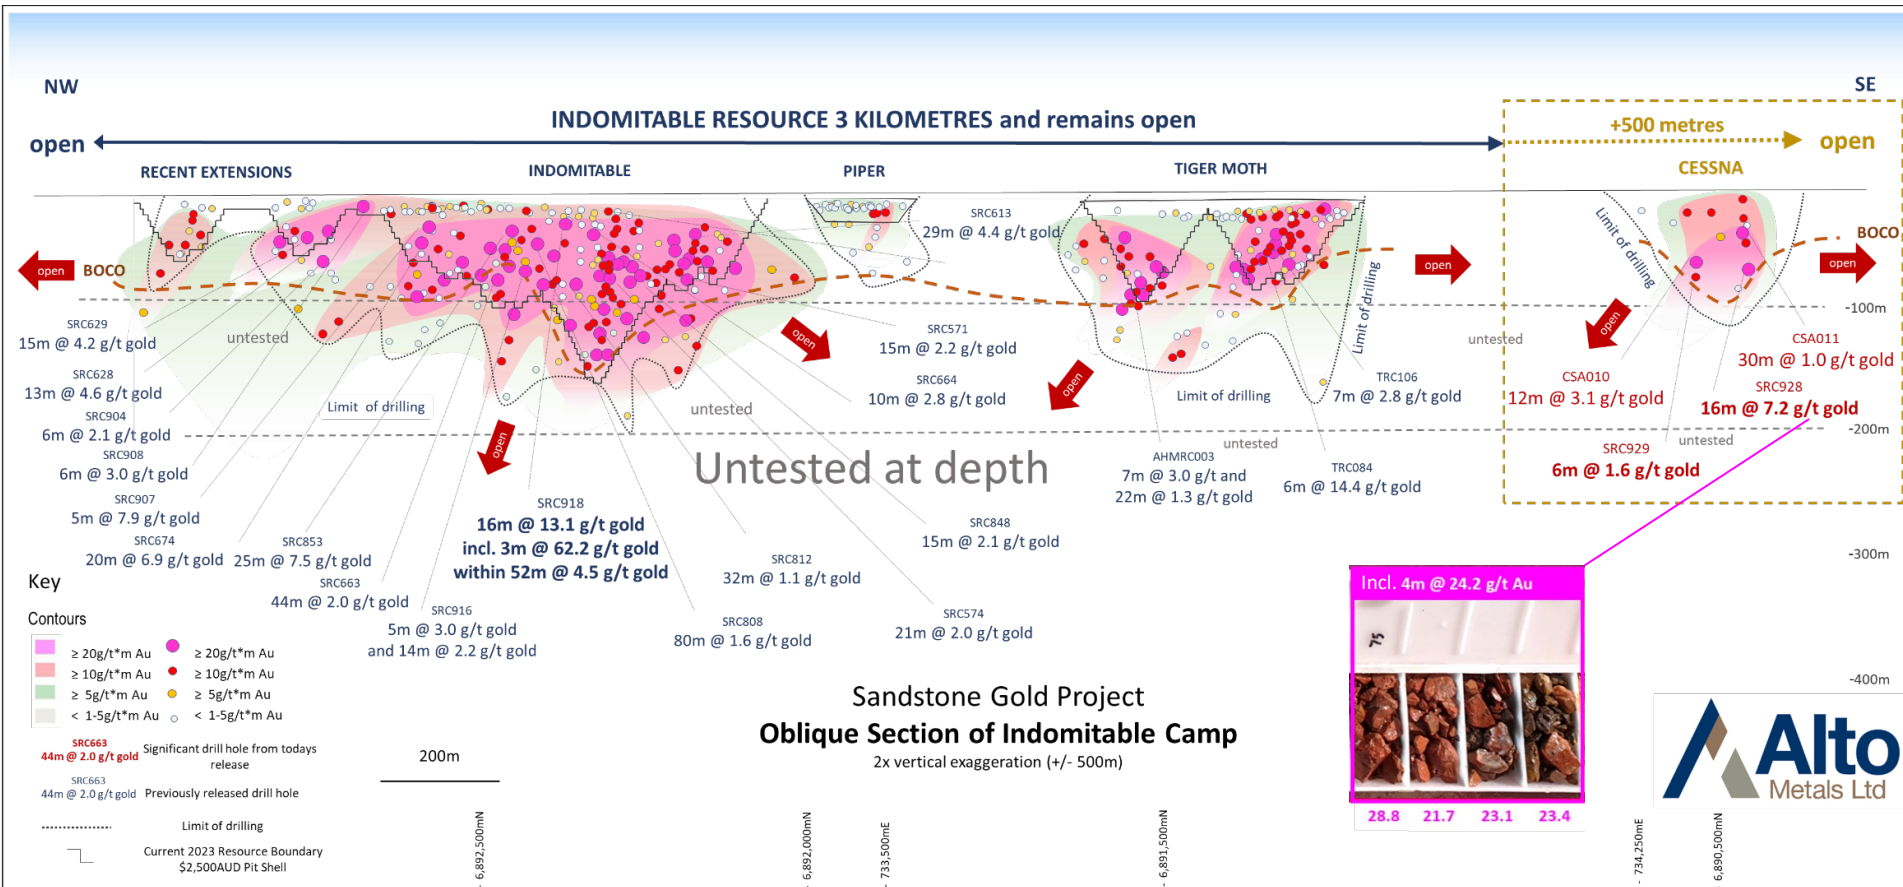 NW
SE
INDOMITABLE RESOURCE 3 KILOMETRES and remains open
open
+500 metres
open
RECENT EXTENSIONS
INDOMITABLE
PIPER
TIGER MOTH
CESSNA
open
BOCO
BOCO
open
open
Limit of drilling
Limit of drilling
SRC613
29m @ 4.4 g/t gold
-100m
SRC629
15m @ 4.2 g/t gold
SRC628
13m @ 4.6 g/t gold
SRC904
6m @ 2.1 g/t gold
SRC908
6m @ 3.0 g/t gold
SRC907
5m @ 7.9 g/t gold
SRC674
20m @ 6.9 g/t gold
untested
Limit of drilling
SRC853
25m @ 7.5 g/t gold
SRC663
44m @ 2.0 g/t gold
SRC916
5m @ 3.0 g/t gold
and 14m @ 2.2 g/t gold
open
SRC918
16m @ 13.1 g/t gold
incl. 3m @ 62.2 g/t gold
within 52m @ 4.5 g/t gold
untested
open
Untested at depth
SRC571
15m @ 2.2 g/t gold
SRC664
10m @ 2.8 g/t gold
SRC848
15m @ 2.1 g/t gold
SRC812
32m @ 1.1 g/t gold
SRC574
21m @ 2.0 g/t gold
SRC808
80m @ 1.6 g/t gold
open
Limit of drilling
untested
AHMRC003
7m @ 3.0 g/t and
22m @ 1.3 g/t gold
TRC106
7m @ 2.8 g/t gold
TRC084
6m @ 14.4 g/t gold
untested
open
CSA011
30m @ 1.0 g/t gold
CSA010
12m @ 3.1 g/t gold
SRC928
16m @ 7.2 g/t gold
-200m
untested
SRC929
6m @ 1.6 g/t gold
-300m
-400m
Incl. 4m @ 24.2 g/t Au
75
28.8 21.7 23.1 23.4
Key
Contours
≥ 20g/t*m Au ≥ 20g/t*m Au
≥ 10g/t*m Au ≥ 10g/t*m Au
≥ 5g/t*m Au ≥ 5g/t*m Au
< 1-5g/t*m Au < 1-5g/t*m Au
SRC663
44m @ 2.0 g/t gold
Significant drill hole from todays
release
SRC663
44m @ 2.0 g/t gold
Previously released drill hole
Limit of drilling
Current 2023 Resource Boundary
$2,500AUD Pit Shell
200m
Sandstone Gold Project
Oblique Section of Indomitable Camp
2x vertical exaggeration (+/- 500m)
Alto
Metals Ltd
- 6,892,500mN
- 6,892,000mN
- 733,500mE
- 6,891,500mN
- 734,250mE
- 6,890,500mN